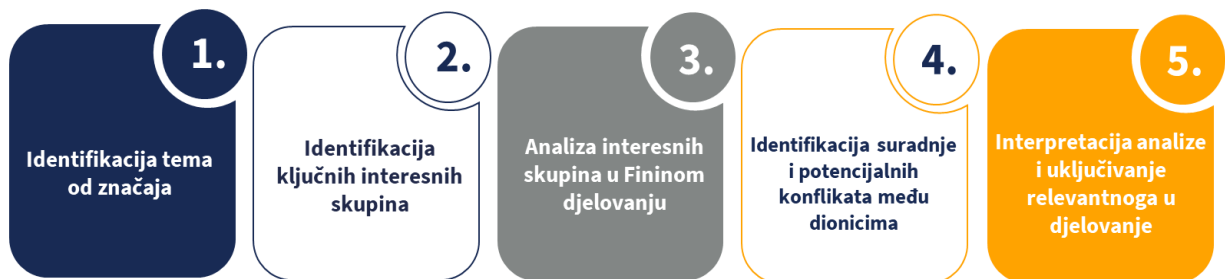 1.
Identifikacija tema
od značaja
2.
Identifikacija
ključnih interesnih
skupina
3.
Analiza interesnih
skupina u Fininom
djelovanju
4.
Identifikacija suradnje
i potencijalnih
konflikata među
dionicima
5.
Interpretacija analize
i uključivanje
relevantnoga u
djelovanje